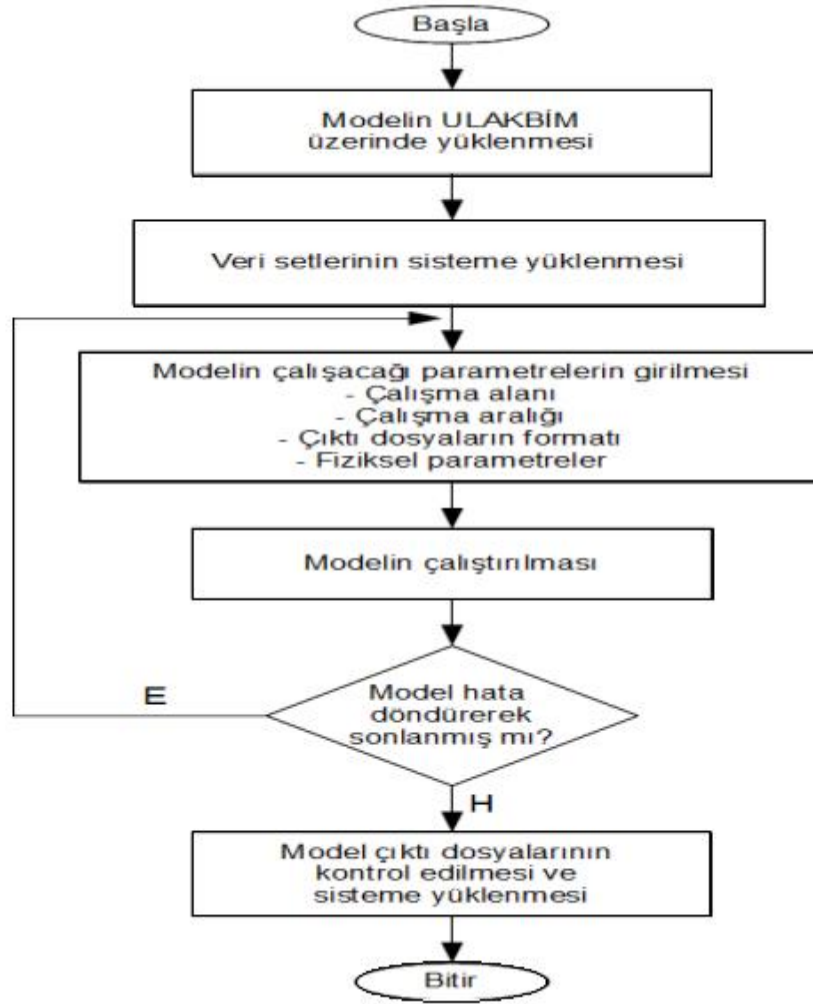 Başla
Modelin ULAKBİM
üzerinde yüklenmesi
Veri setlerinin sisteme yüklenmesi
Modelin çalışacağı parametrelerin girilmesi
- Çalışma alanı
- Çalışma aralığı
- Çıktı dosyaların formatı
- Fiziksel parametreler
Modelin çalıştırılması
Model hata
döndürerek
sonlanmış mı?
E
H
Model çıktı dosyalarının
kontrol edilmesi ve
sisteme yüklenmesi
Bitir